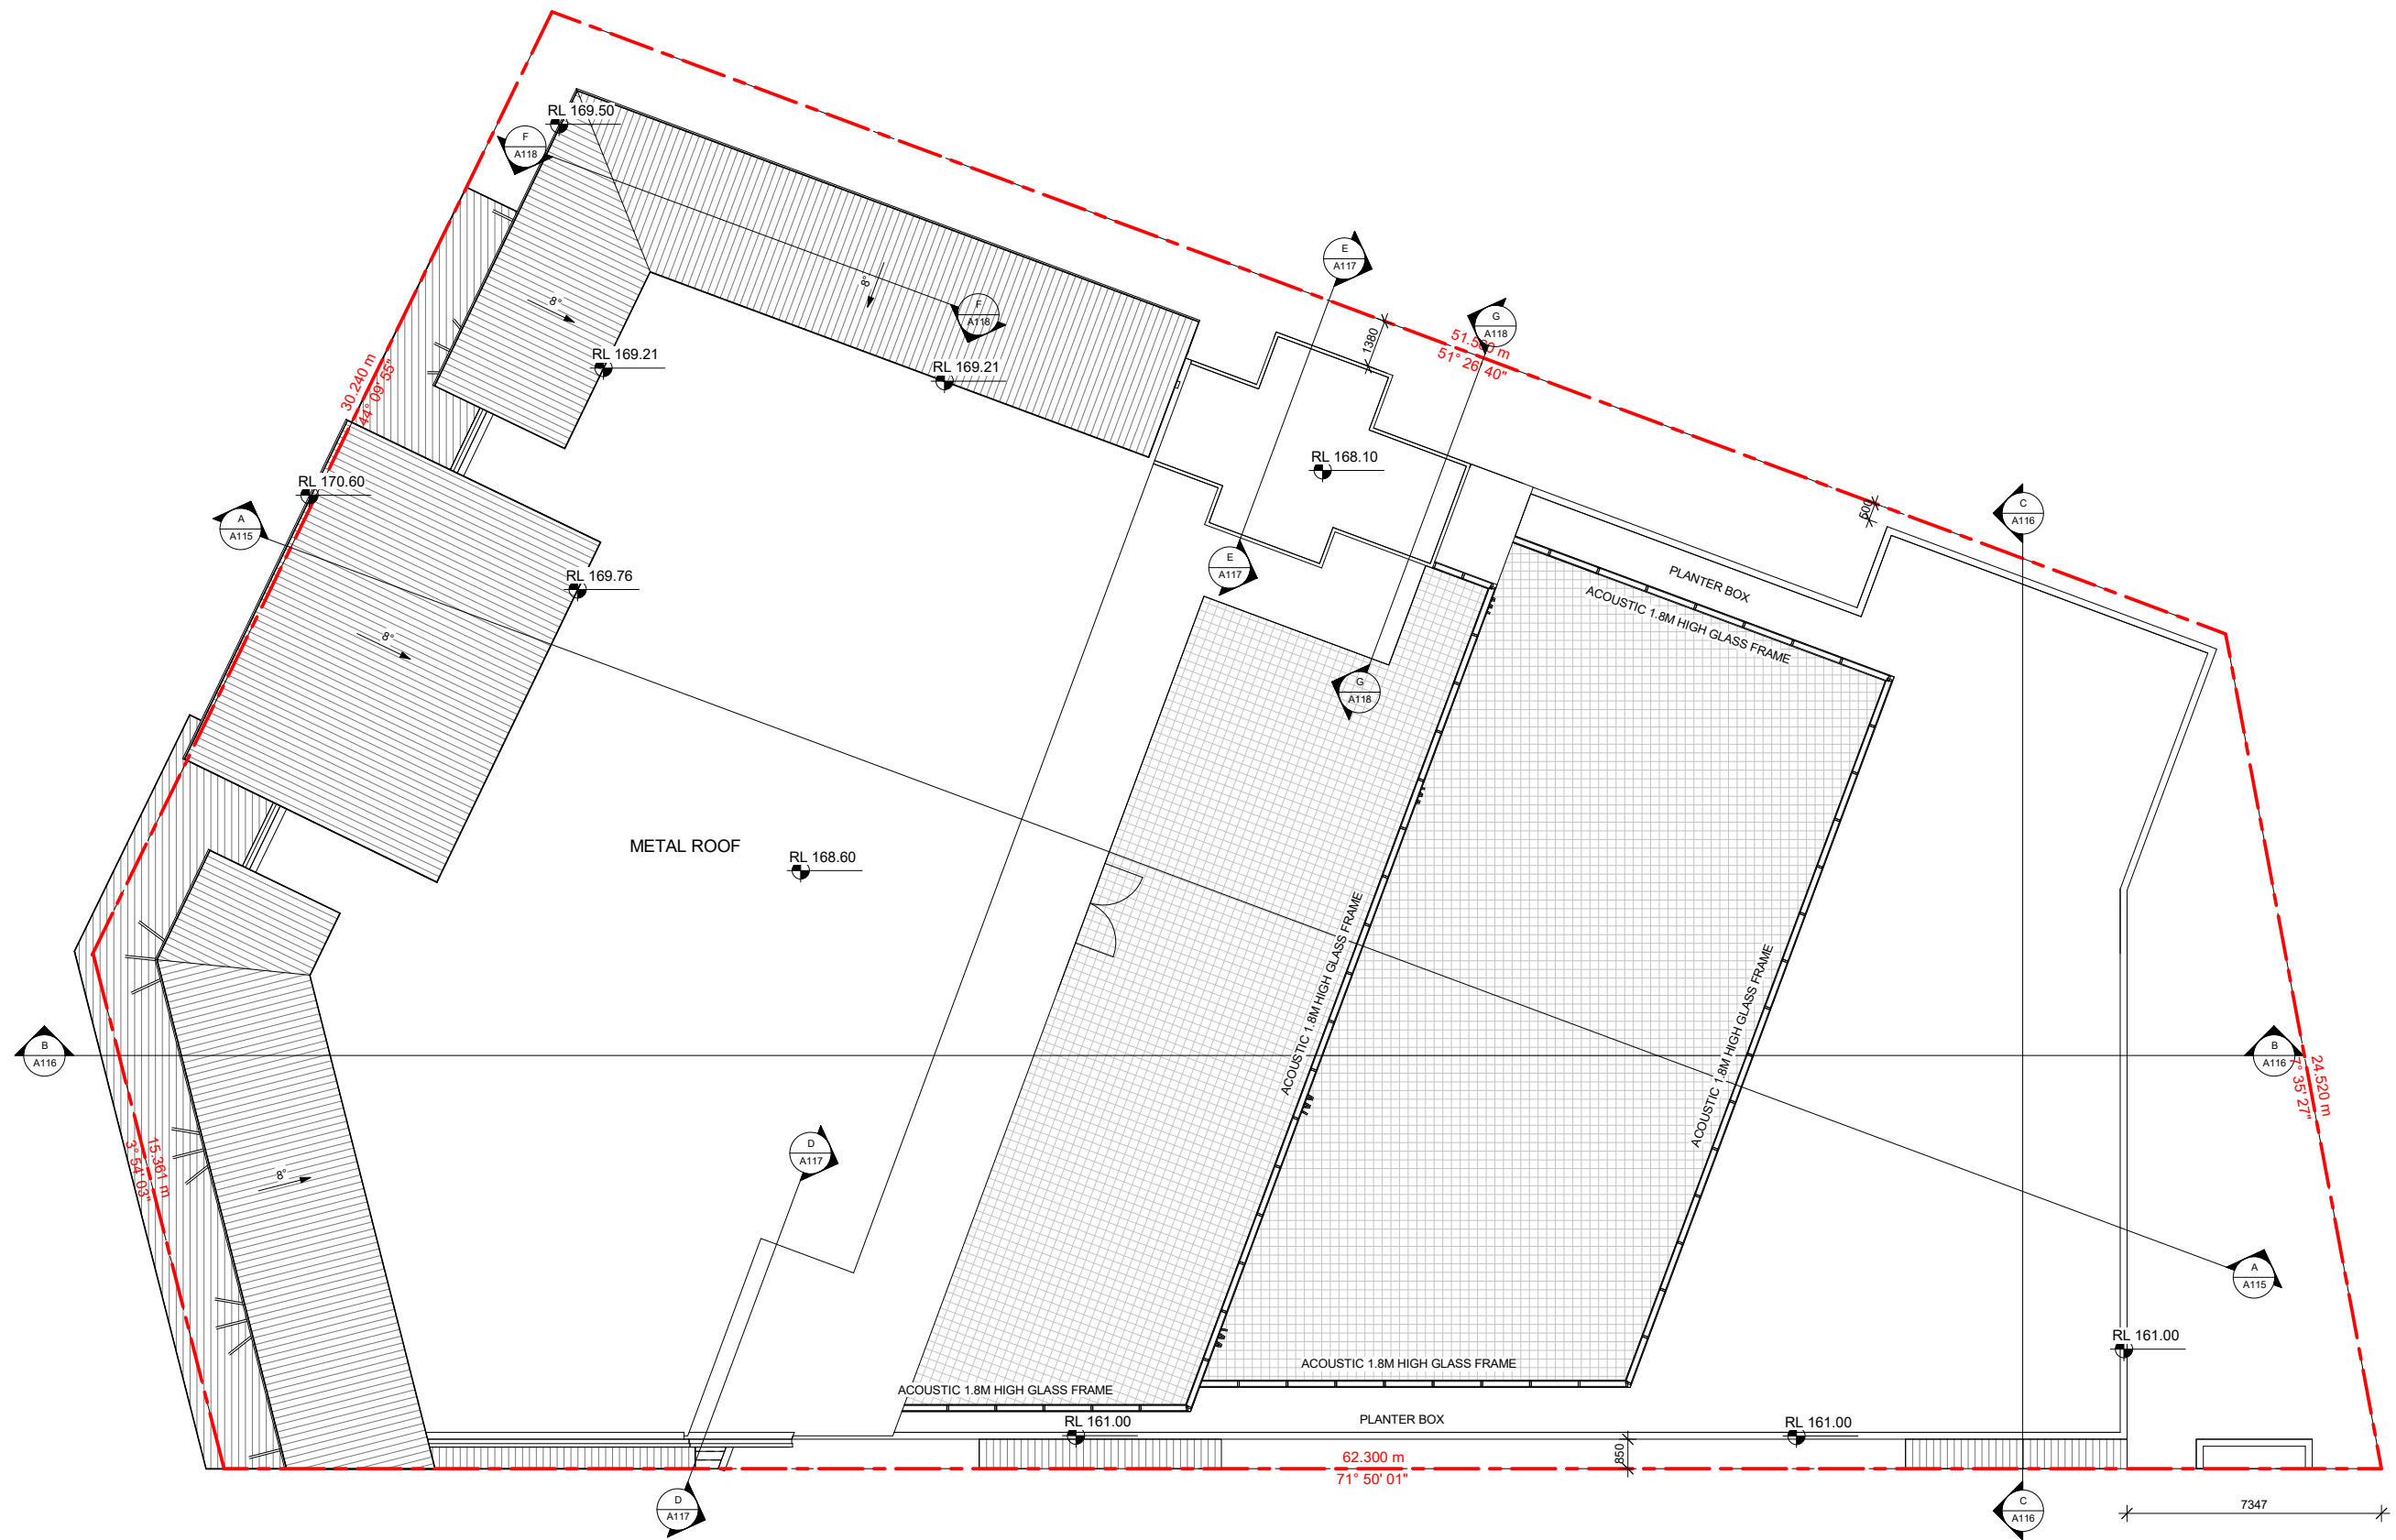 RL 169.50
F
A118
E
A117
8°
F
A118
G
A118
1380
51.560 m
51° 26' 40"
RL 169.21
RL 169.21
8°
30.240 m
44° 09' 55"
RL 168.10
RL 170.60
A
A115
C
A116
600
E
A117
RL 169.76
PLANTER BOX
ACOUSTIC 1.8M HIGH GLASS FRAME
8°
G
A118
METAL ROOF
RL 168.60
ACOUSTIC 1.8M HIGH GLASS FRAME
ACOUSTIC 1.8M HIGH GLASS FRAME
B
A116
B
A116
24.520 m
7° 35' 27"
D
A117
15.361 m
3° 54' 03"
8°
A
A115
RL 161.00
ACOUSTIC 1.8M HIGH GLASS FRAME
ACOUSTIC 1.8M HIGH GLASS FRAME
RL 161.00
PLANTER BOX
RL 161.00
850
62.300 m
71° 50' 01"
D
A117
C
A116
7347